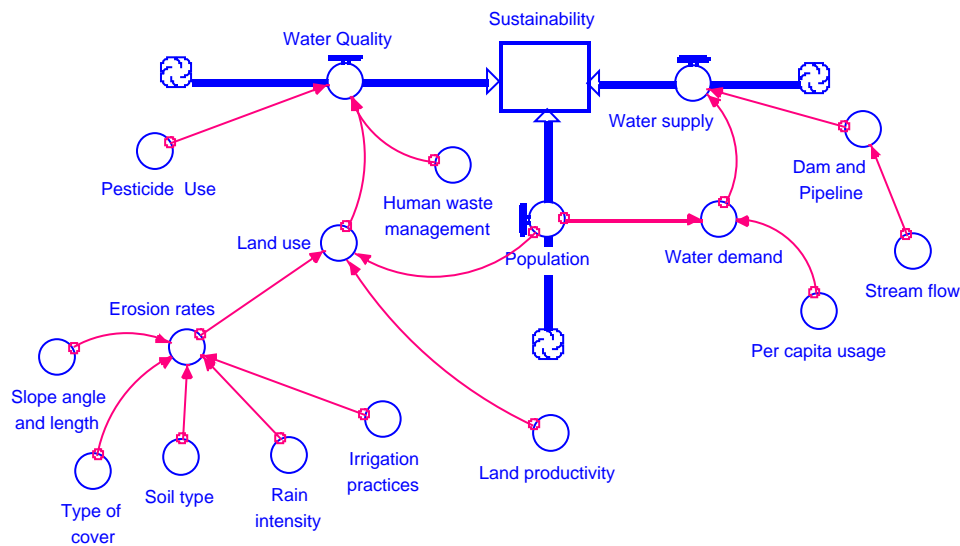 Sustainability
Water Quality
Water supply
Pesticide  Use
Human waste
management
Dam and
Pipeline
Land use
Population
Water demand
Stream flow
Erosion rates
Per capita usage
Slope angle
and length
Irrigation
practices
Land productivity
Type of
cover
Soil type
Rain
intensity